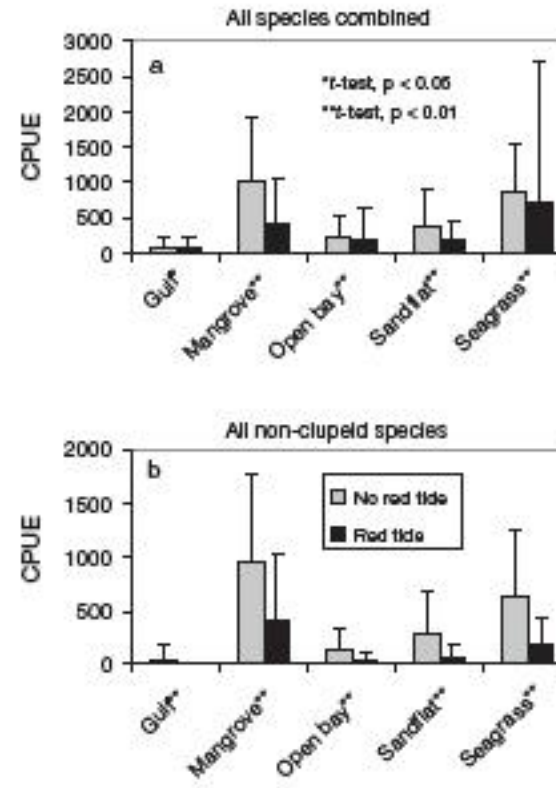 All species combined
a
*t-test, p < 0.05
**t-test, p < 0.01
CPUE
3000
2500
2000
1500
1000
500
0
Gulf*
Mangrove**
Open bay**
Sandflat**
Seagrass**
All non-clupeid species
b
No red tide
Red tide
CPUE
2000
1500
1000
500
0
Gulf**
Mangrove**
Open bay**
Sandflat**
Seagrass**